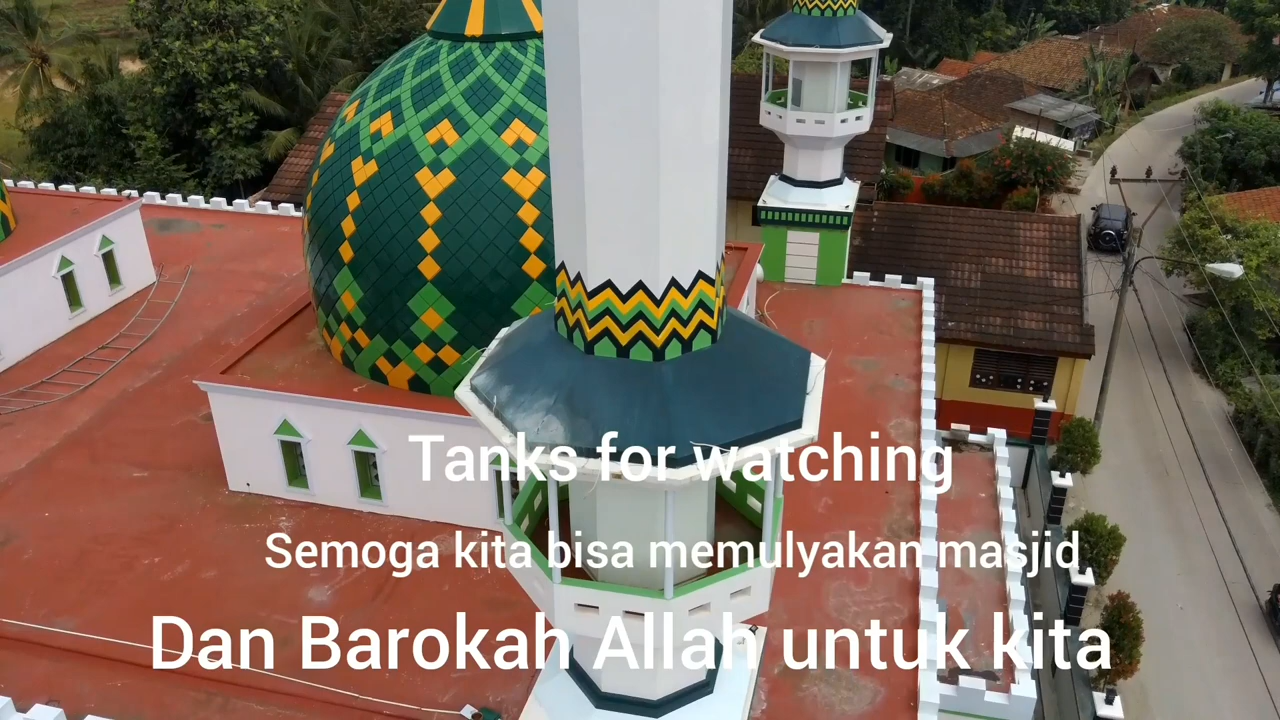 Tanks for watching
Semoga kita bisa memulyakan masjid
Dan Barokah Allah untuk kita